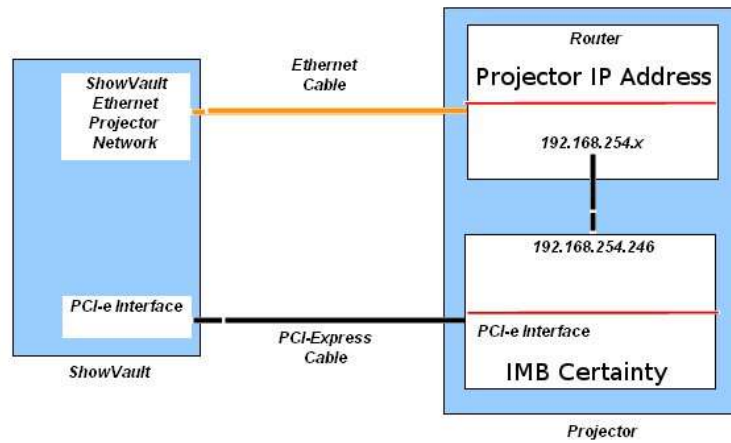 ShowVault
Ethernet
Projector
Network
PCI-e Interface
ShowVault
Ethernet
Cable
PCI-Express
Cable
Router
Projector IP Address
192.168.254.x
192.168.254.246
PCI-e Interface
IMB Certainty
Projector